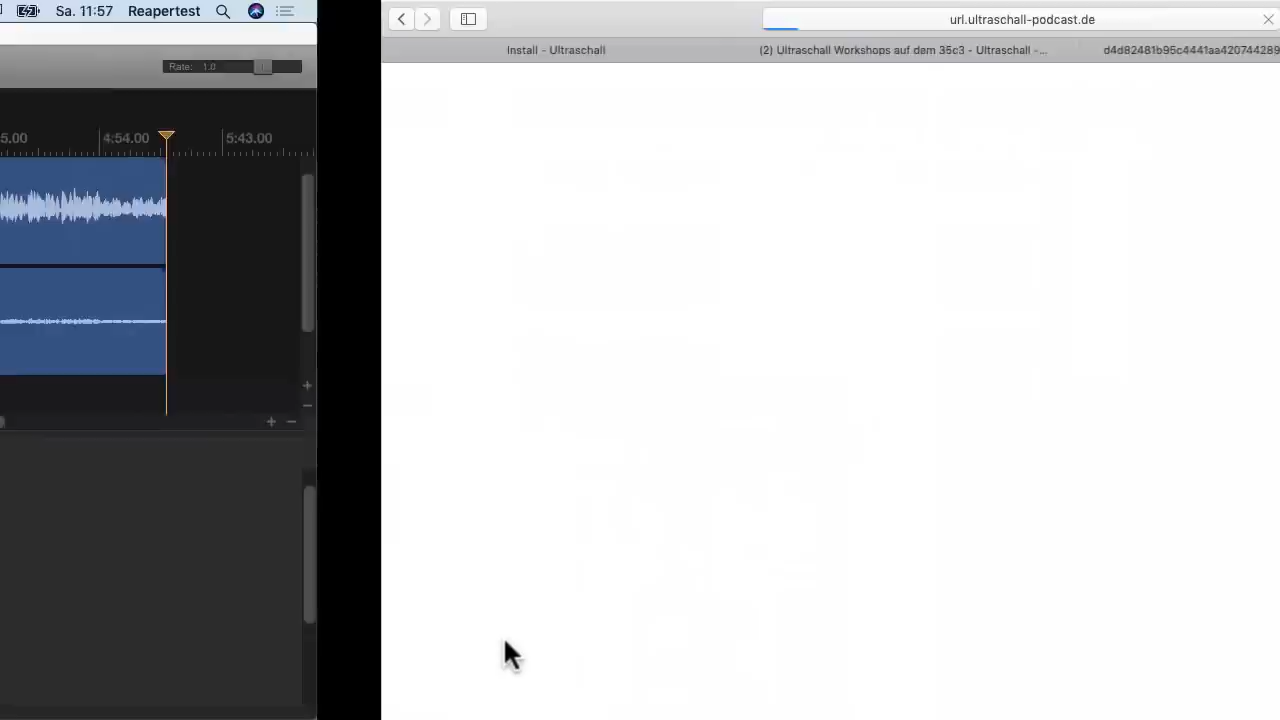 Sa. 11:57 Reapertest
url.ultraschall-podcast.de
Install - Ultraschall
(2) Ultraschall Workshops auf dem 35c3 - Ultraschall -...
d4d82481b95c4441aa420744289
Rate: 1.0
5.00 4:54.00 5:43.00